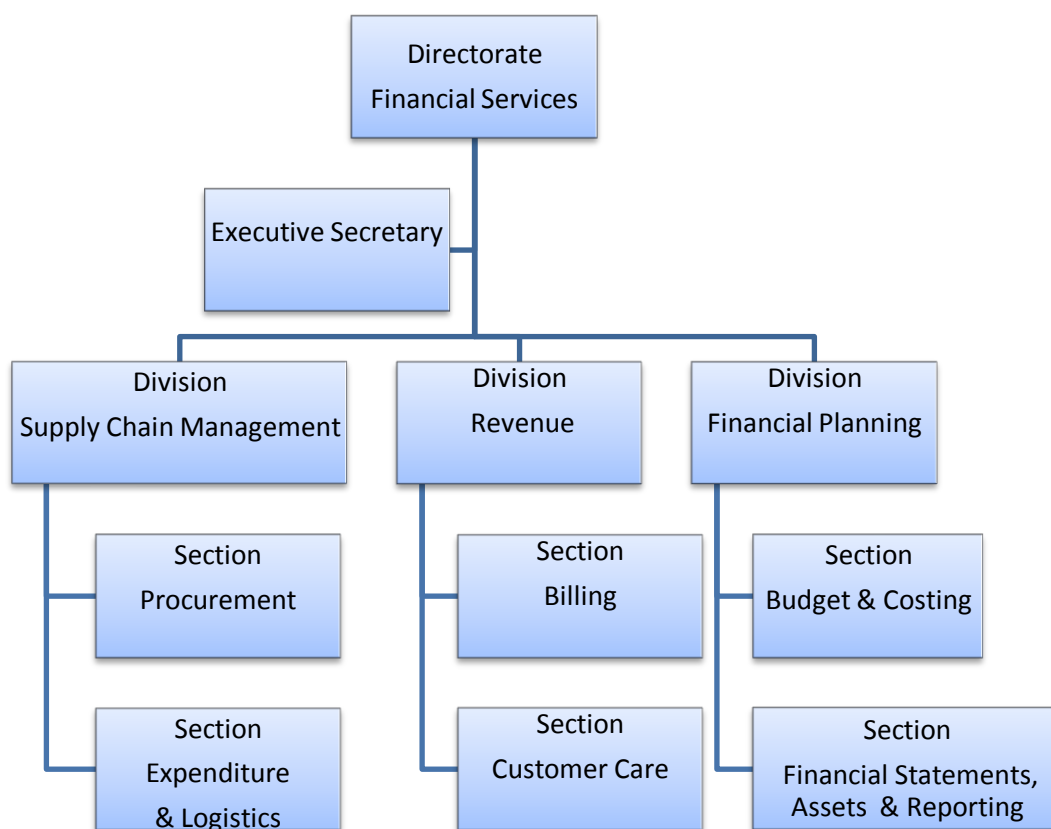 Directorate
Financial Services
Executive Secretary
Division
Supply Chain Management
Division
Revenue
Division
Financial Planning
Section
Procurement
Section
Billing
Section
Budget & Costing
Section
Expenditure
& Logistics
Section
Customer Care
Section
Financial Statements,
Assets & Reporting